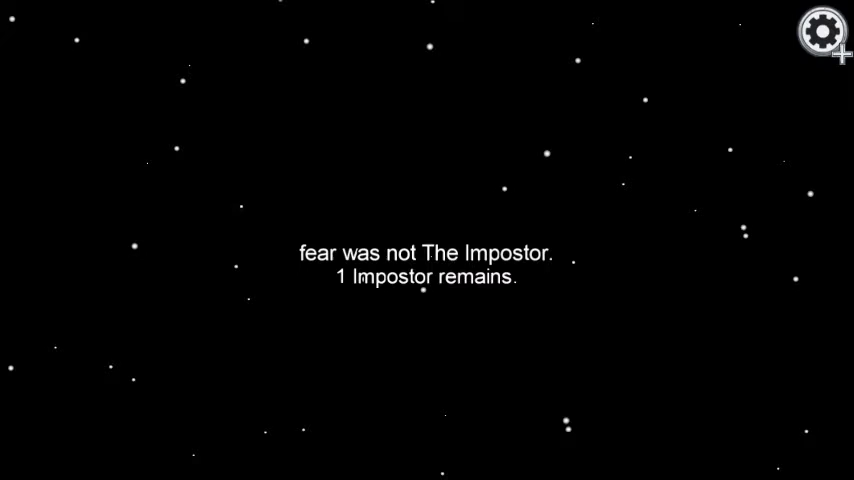 fear was not The Impostor.
1 Impostor remains.